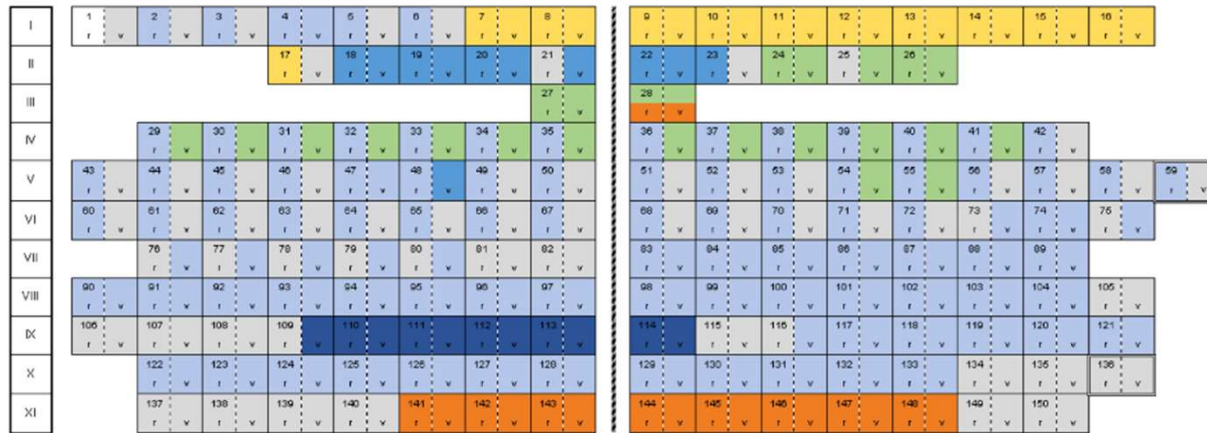 I 1 2 3 4 5 6 7 8 9 10 11 12 13 14 15 16
r v r v r v r v r v r v r v r v r v r v r v r v r v r v r v r v
II 17 18 19 20 21 22 23 24 25 26
r v r v r v r v r v r v r v r v r v r v
III 27 28
r v r v
IV 29 30 31 32 33 34 35 36 37 38 39 40 41 42
r v r v r v r v r v r v r v r v r v r v r v r v r v r v
V 43 44 45 46 47 48 49 50 51 52 53 54 55 56 57 58 59
r v r v r v r v r v r v r v r v r v r v r v r v r v r v r v r v r v
VI 60 61 62 63 64 65 66 67 68 69 70 71 72 73 74 75
r v r v r v r v r v r v r v r v r v r v r v r v r v r v r v r v
VII 76 77 78 79 80 81 82 83 84 85 86 87 88 89
r v r v r v r v r v r v r v r v r v r v r v r v r v r v
VIII 90 91 92 93 94 95 96 97 98 99 100 101 102 103 104 105
r v r v r v r v r v r v r v r v r v r v r v r v r v r v r v r v
IX 106 107 108 109 110 111 112 113 114 115 116 117 118 119 120 121
r v r v r v r v r v r v r v r v r v r v r v r v r v r v r v r v
X 122 123 124 125 126 127 128 129 130 131 132 133 134 135 136
r v r v r v r v r v r v r v r v r v r v r v r v r v r v r v
XI 137 138 139 140 141 142 143 144 145 146 147 148 149 150
r v r v r v r v r v r v r v r v r v r v r v r v r v r v